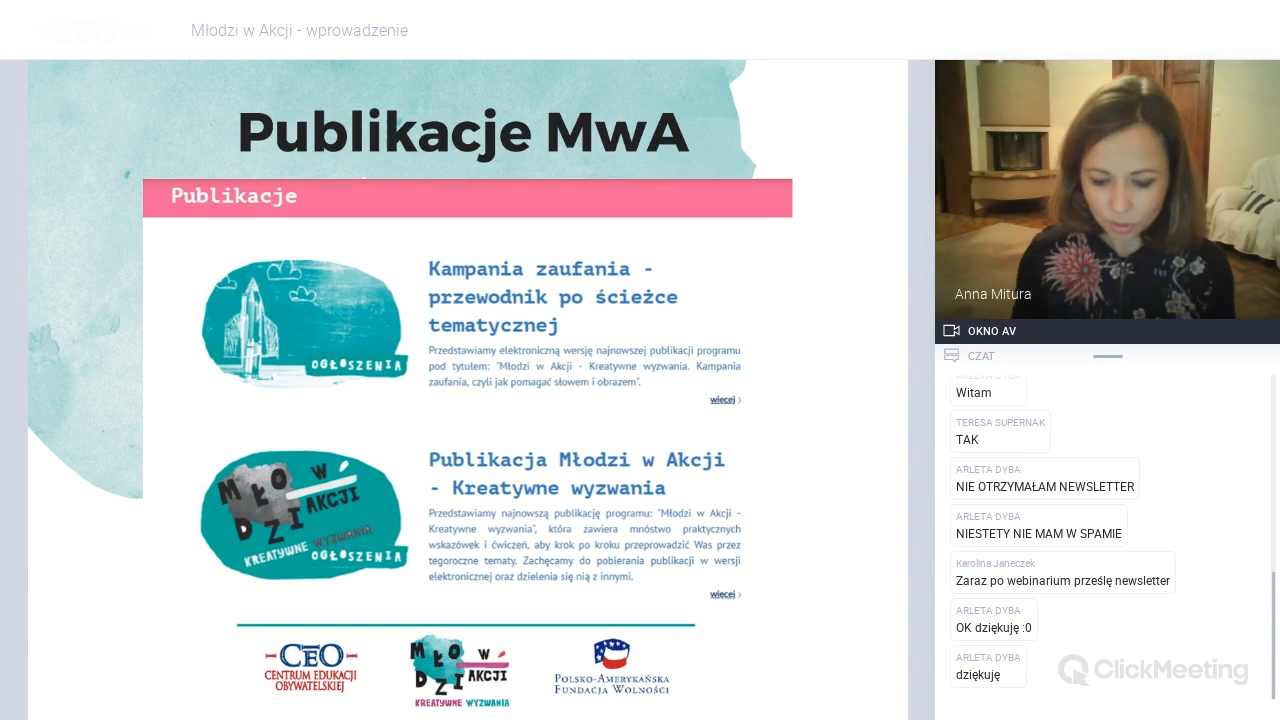 Młodzi w Akcji - wprowadzenie
Publikacje MwA
Publikacje
Kampania zaufania -
przewodnik po ścieżce
tematycznej
OGŁOSZENIA
Przedstawiamy elektroniczną wersję najnowszej publikacji programu
pod tytułem: "Młodzi w Akcji - Kreatywne wyzwania. Kampania
zaufania, czyli jak pomagać słowem i obrazem".
więcej
Publikacja Młodzi w Akcji
- Kreatywne wyzwania
MŁO W
DZI AKCJI
KREATYWNE WYZWANIA
OGŁOSZENIA
Przedstawiamy najnowszą publikację programu: "Młodzi w Akcji -
Kreatywne wyzwania", która zawiera mnóstwo praktycznych
wskazówek i ćwiczeń, aby krok po kroku przeprowadzić Was przez
tegoroczne tematy. Zachęcamy do pobierania publikacji w wersji
elektronicznej oraz dzielenia się nią z innymi.
więcej
CEO
CENTRUM EDUKACJI
OBYWATELSKIEJ
MŁO W
DZI AKCJI
KREATYWNE WYZWANIA
POLSKO-AMERYKAŃSKA
FUNDACJA WOLNOŚCI
Anna Mitura
OKNO AV
CZAT
ARLETA DYBA
Witam
TERESA SUPERNAK
TAK
ARLETA DYBA
NIE OTRZYMAŁAM NEWSLETTER
ARLETA DYBA
NIESTETY NIE MAM W SPAMIE
Karolina Janeczek
Zaraz po webinarium prześlę newsletter
ARLETA DYBA
OK dziękuję :0
ARLETA DYBA
dziękuję
ClickMeeting